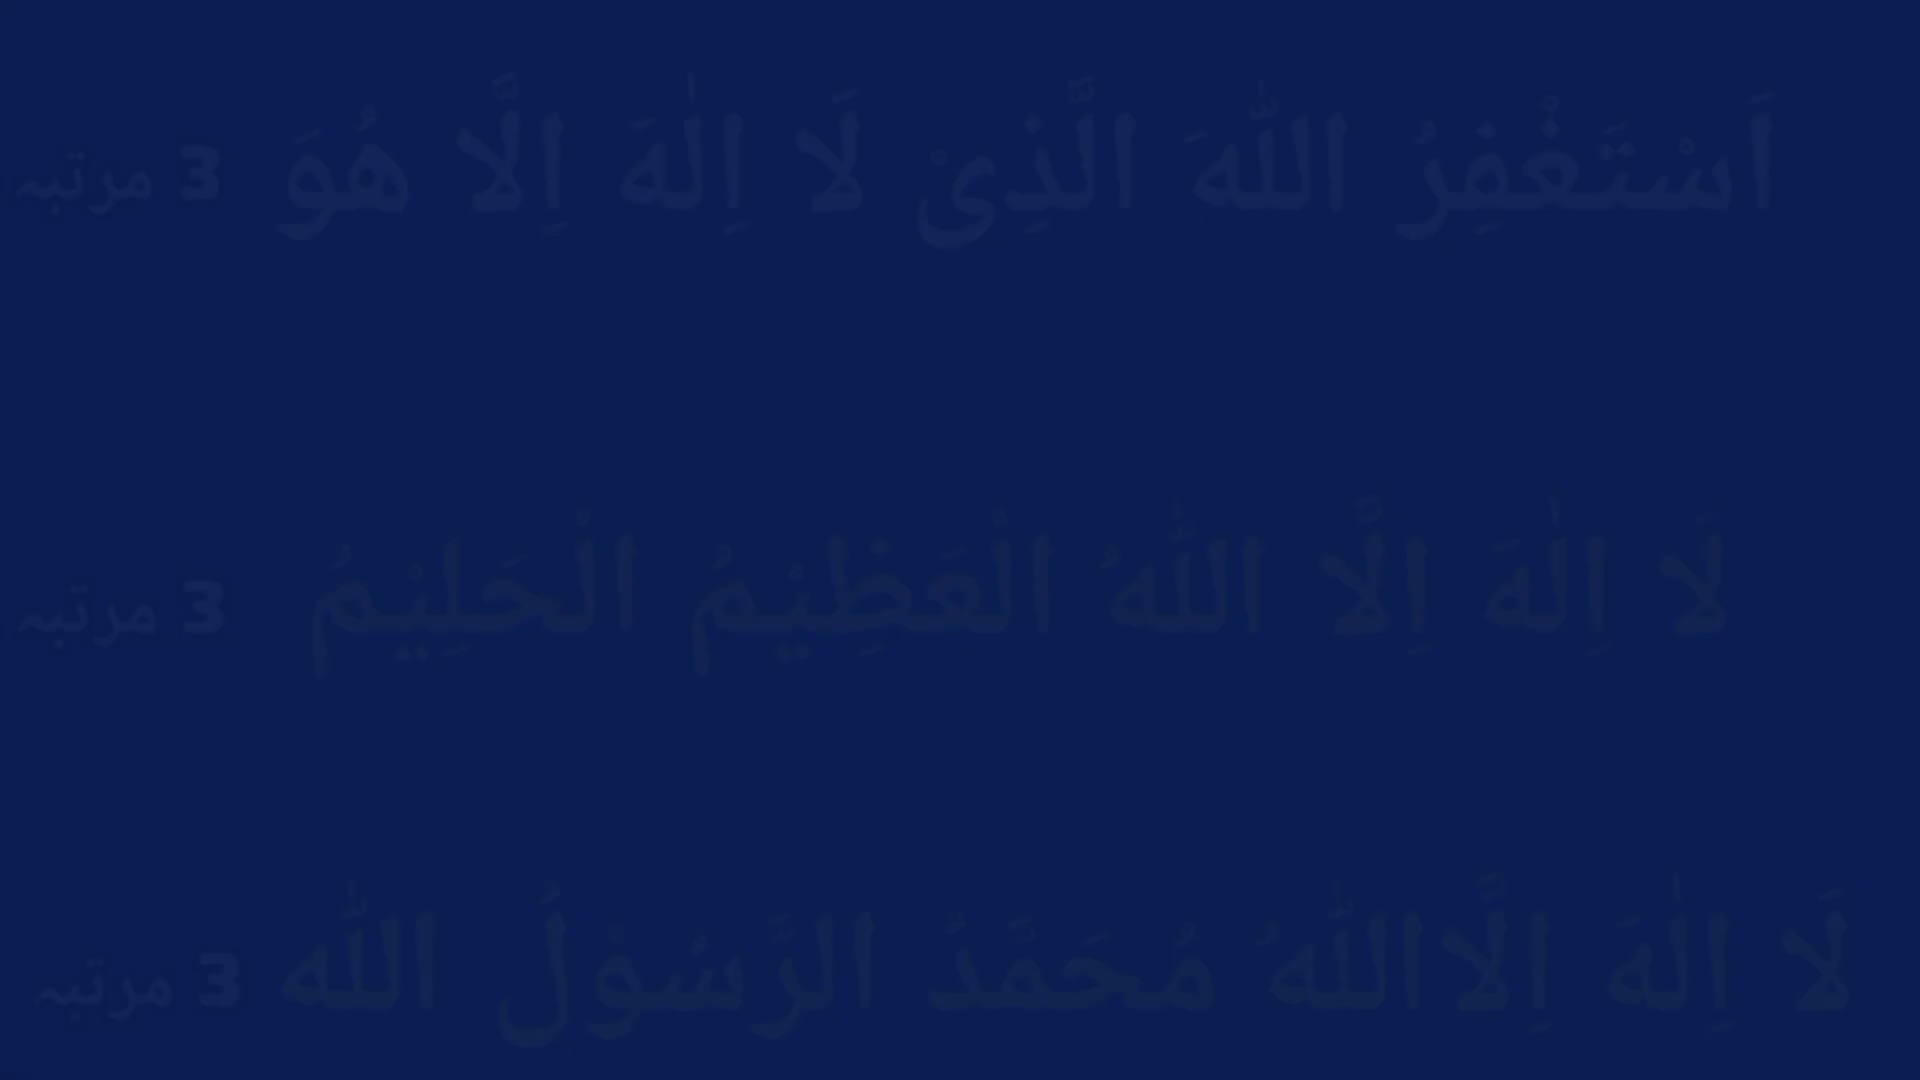 اَسْتَغْفِرُ اللّٰهَ الَّذِیْ لَا اِلٰهَ اِلَّا هُوَ 3 مرتبہ
لَا اِلٰهَ اِلَّا اللّٰهُ الْعَظِيْمُ الْحَلِيْمُ 3 مرتبہ
لَا اِلٰهَ اِلَّااللّٰهُ مُحَمَّدُ الرَّسُوْلُ اللّٰه 3 مرتبہ